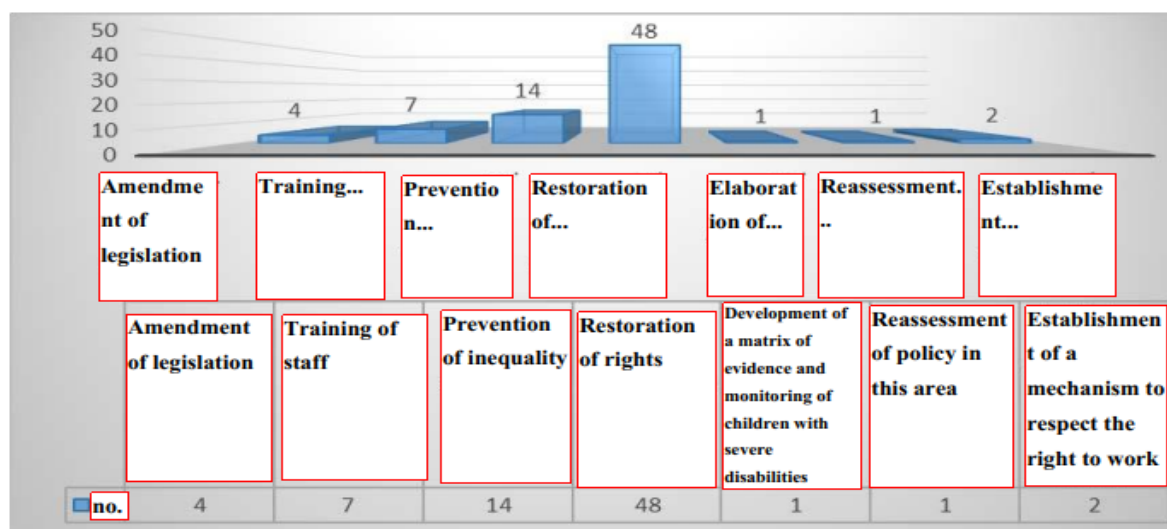 50
40
30
20
10
0
4
7
14
48
1
1
2
Amendme
nt of
legislation
Training...
Preventio
n...
Restoration
of...
Elaborat
ion of...
Reassessment.
..
Establishme
nt...
Amendment
of legislation
Training of
staff
Prevention
of inequality
Restoration
of rights
Development of
a matrix of
evidence and
monitoring of
children with
severe
disabilities
Reassessment
of policy in
this area
Establishmen
t of a
mechanism to
respect the
right to work
no. 4 7 14 48 1 1 2